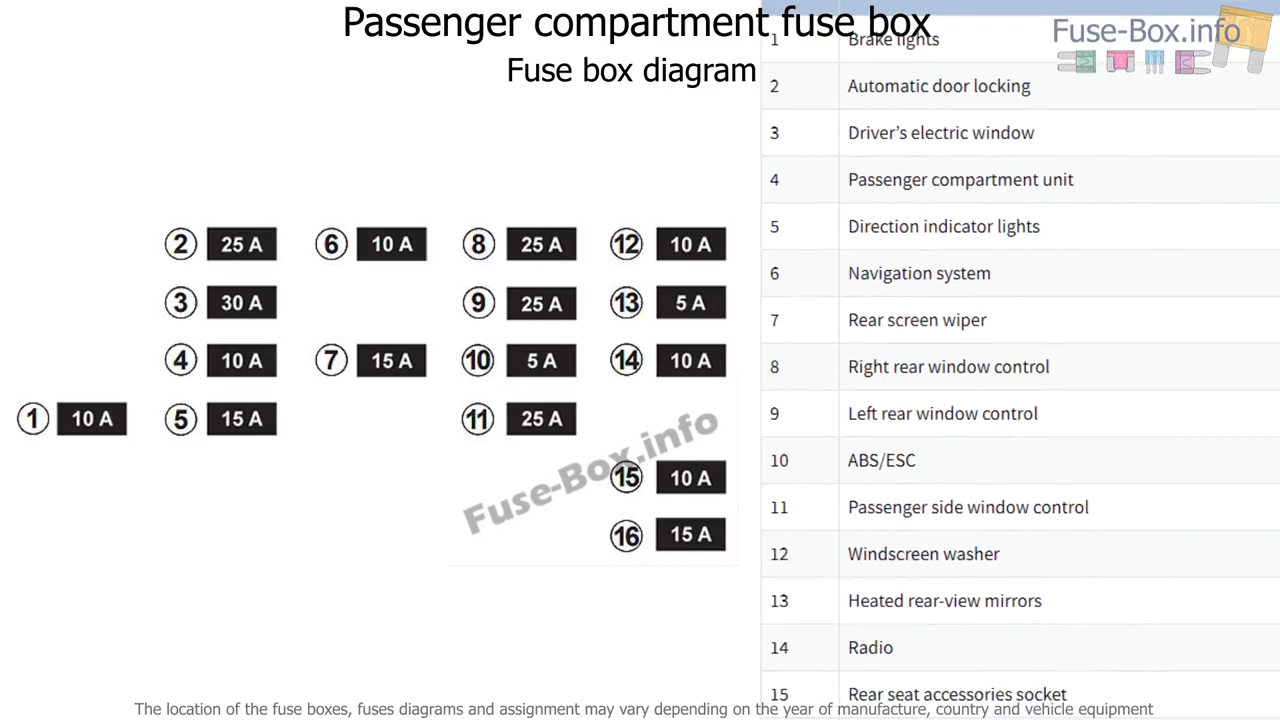 Passenger compartment fuse box
Fuse box diagram
Fuse-Box.info
1 Brake lights
2 Automatic door locking
3 Driver’s electric window
4 Passenger compartment unit
5 Direction indicator lights
6 Navigation system
7 Rear screen wiper
8 Right rear window control
9 Left rear window control
10 ABS/ESC
11 Passenger side window control
12 Windscreen washer
13 Heated rear-view mirrors
14 Radio
15 Rear seat accessories socket
2 25 A 6 10 A 8 25 A 12 10 A
3 30 A 9 25 A 13 5 A
4 10 A 7 15 A 10 5 A 14 10 A
1 10 A 5 15 A 11 25 A
15 10 A
16 15 A
Fuse-Box.info
The location of the fuse boxes, fuses diagrams and assignment may vary depending on the year of manufacture, country and vehicle equipment